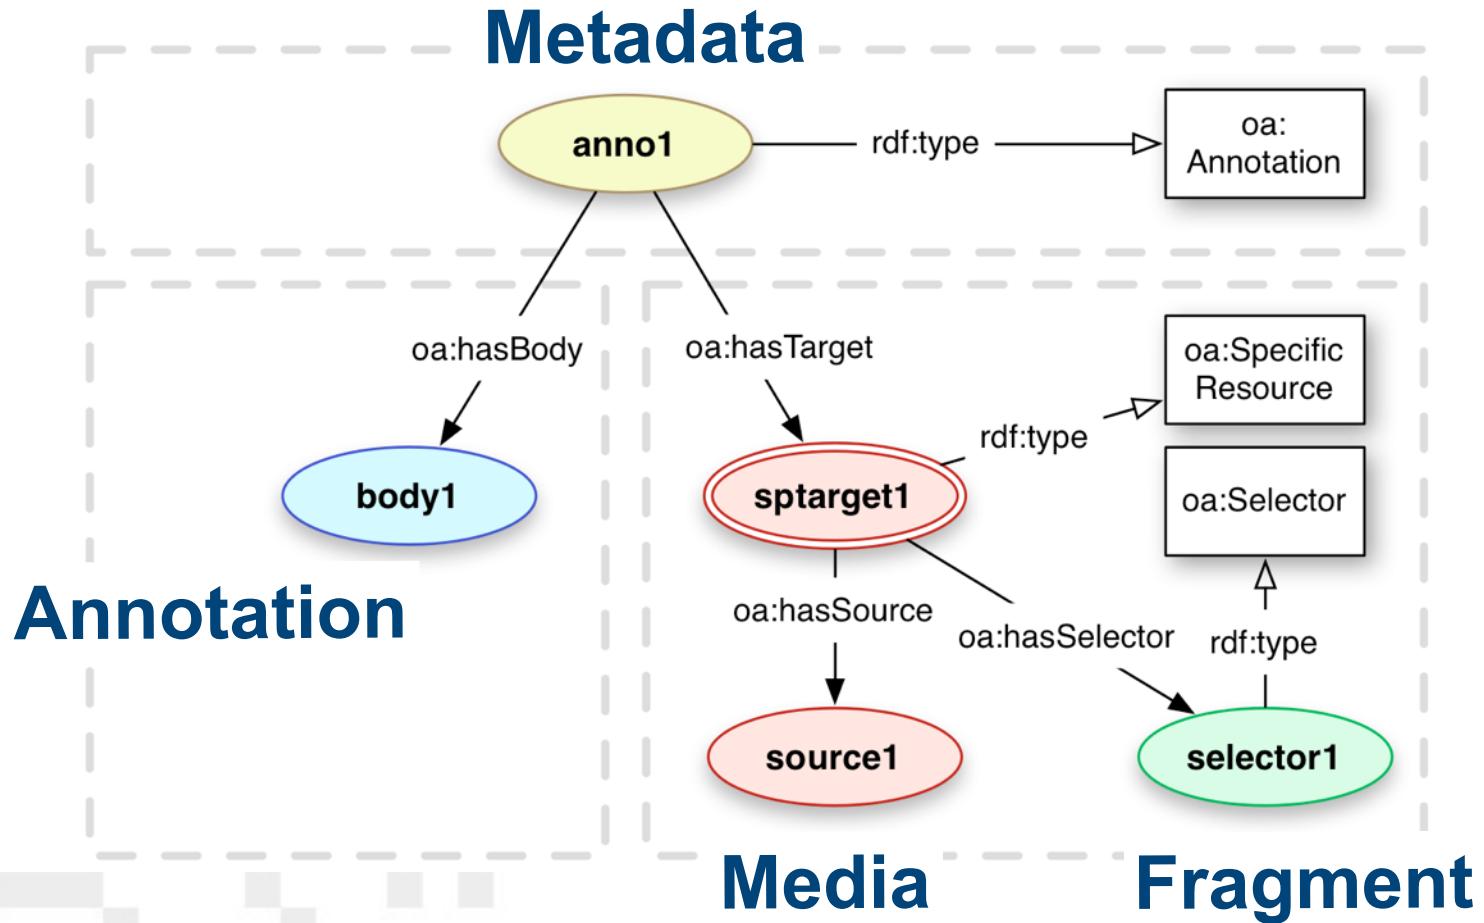 Metadata
anno1
rdf:type
oa:
Annotation
oa:hasBody
oa:hasTarget
oa:Specific
Resource
rdf:type
body1
sptarget1
oa:Selector
Annotation
oa:hasSource
oa:hasSelector
rdf:type
source1
selector1
Media
Fragment